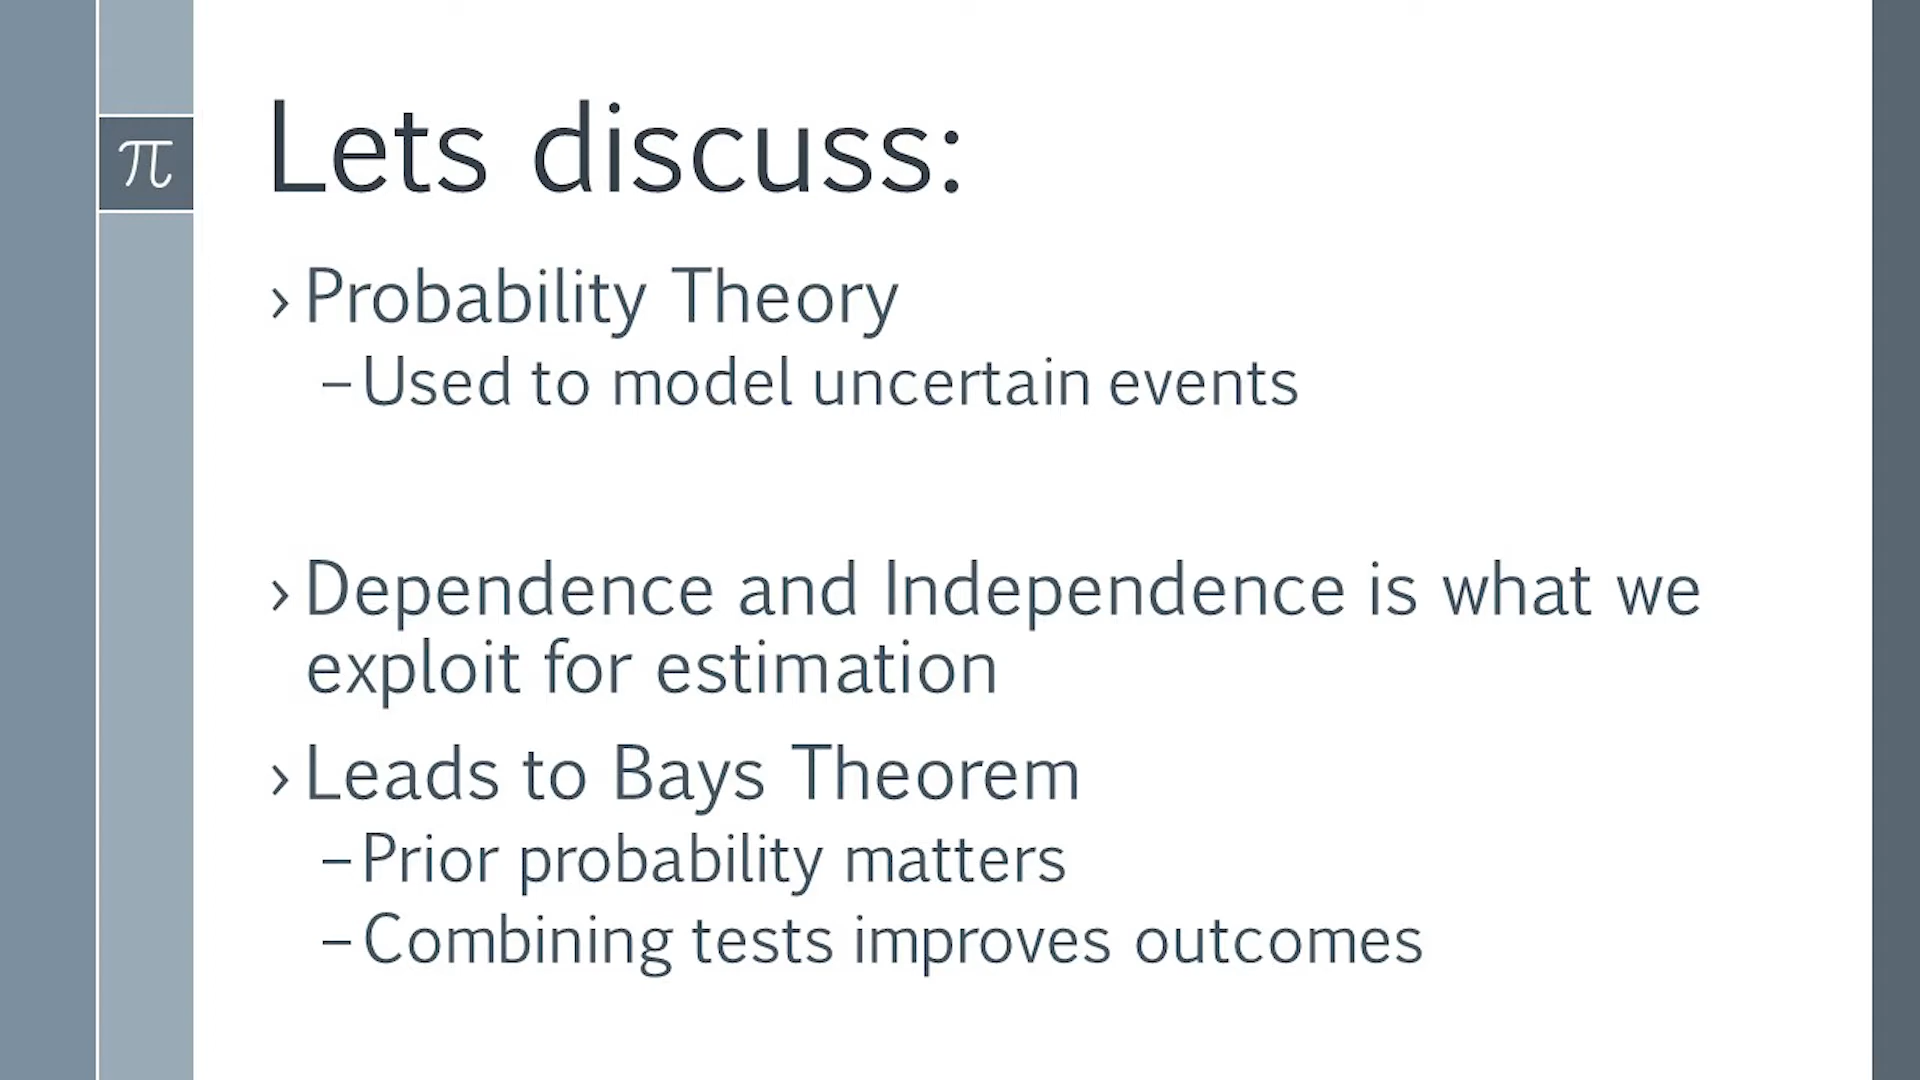 π
Lets discuss:
› Probability Theory
– Used to model uncertain events
› Dependence and Independence is what we
exploit for estimation
› Leads to Bays Theorem
– Prior probability matters
– Combining tests improves outcomes